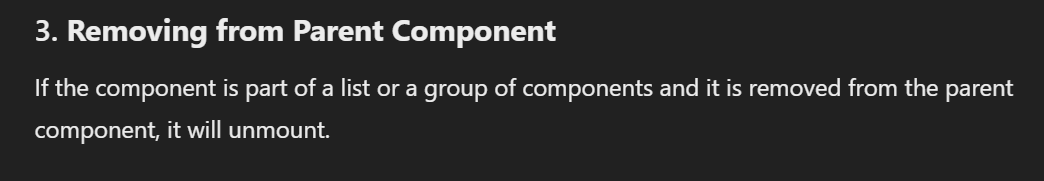 3. Removing from Parent Component
If the component is part of a list or a group of components and it is removed from the parent
component, it will unmount.